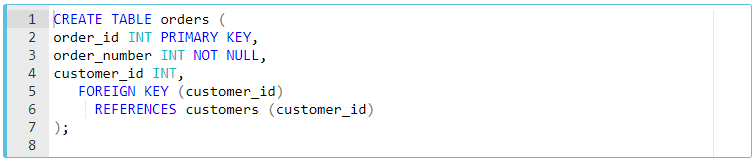 1 CREATE TABLE orders (
2 order_id INT PRIMARY KEY,
3 order_number INT NOT NULL,
4 customer_id INT,
5    FOREIGN KEY (customer_id)
6      REFERENCES customers (customer_id)
7 );
8